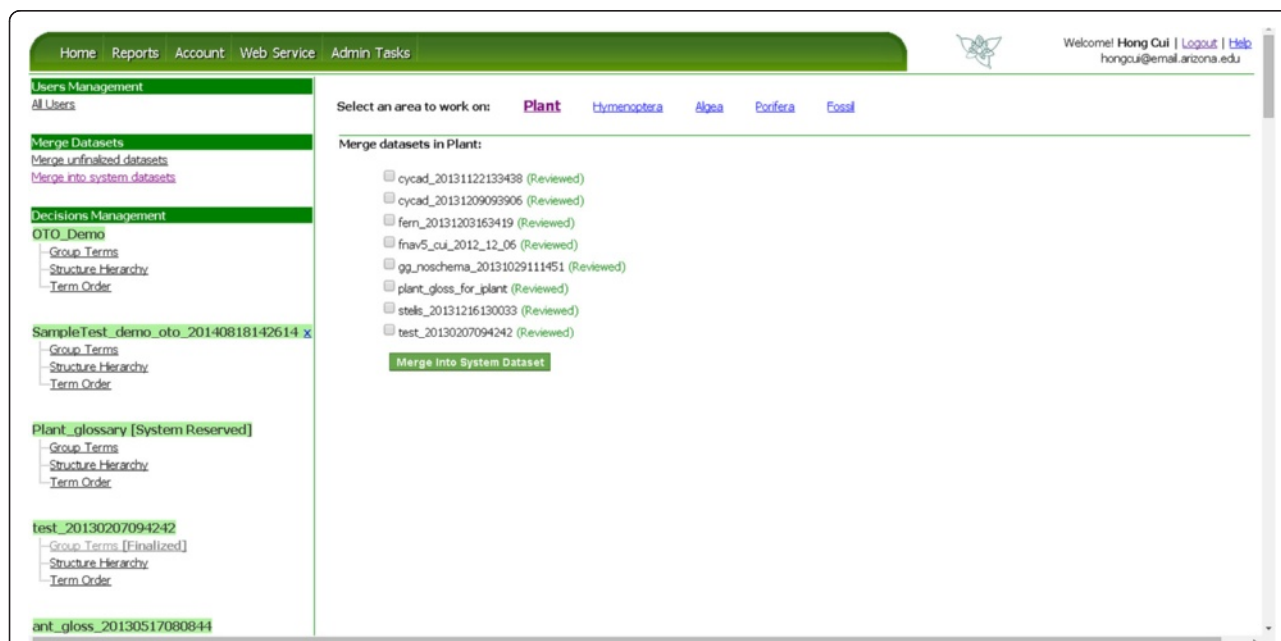 Home Reports Account Web Service Admin Tasks
Welcome! Hong Cui | Logout | Help
hongcui@email.arizona.edu
Users Management
All Users
Merge Datasets
Merge unfinalized datasets
Merge into system datasets
Decisions Management
OTO_Demo
Group Terms
Structure Hierarchy
Term Order
SampleTest_demo_oto_20140818142614 x
Group Terms
Structure Hierarchy
Term Order
Plant_glossary [System Reserved]
Group Terms
Structure Hierarchy
Term Order
test_20130207094242
Group Terms [Finalized]
Structure Hierarchy
Term Order
ant_gloss_20130517080844
Select an area to work on: Plant Hymenoptera Algea Porifera Fossil
Merge datasets in Plant:
cycad_20131122133438 (Reviewed)
cycad_20131209093906 (Reviewed)
fern_20131203163419 (Reviewed)
fnav5_cui_2012_12_06 (Reviewed)
gg_noschema_20131029111451 (Reviewed)
plant_gloss_for_iplant (Reviewed)
stelis_20131216130033 (Reviewed)
test_20130207094242 (Reviewed)
Merge Into System Dataset